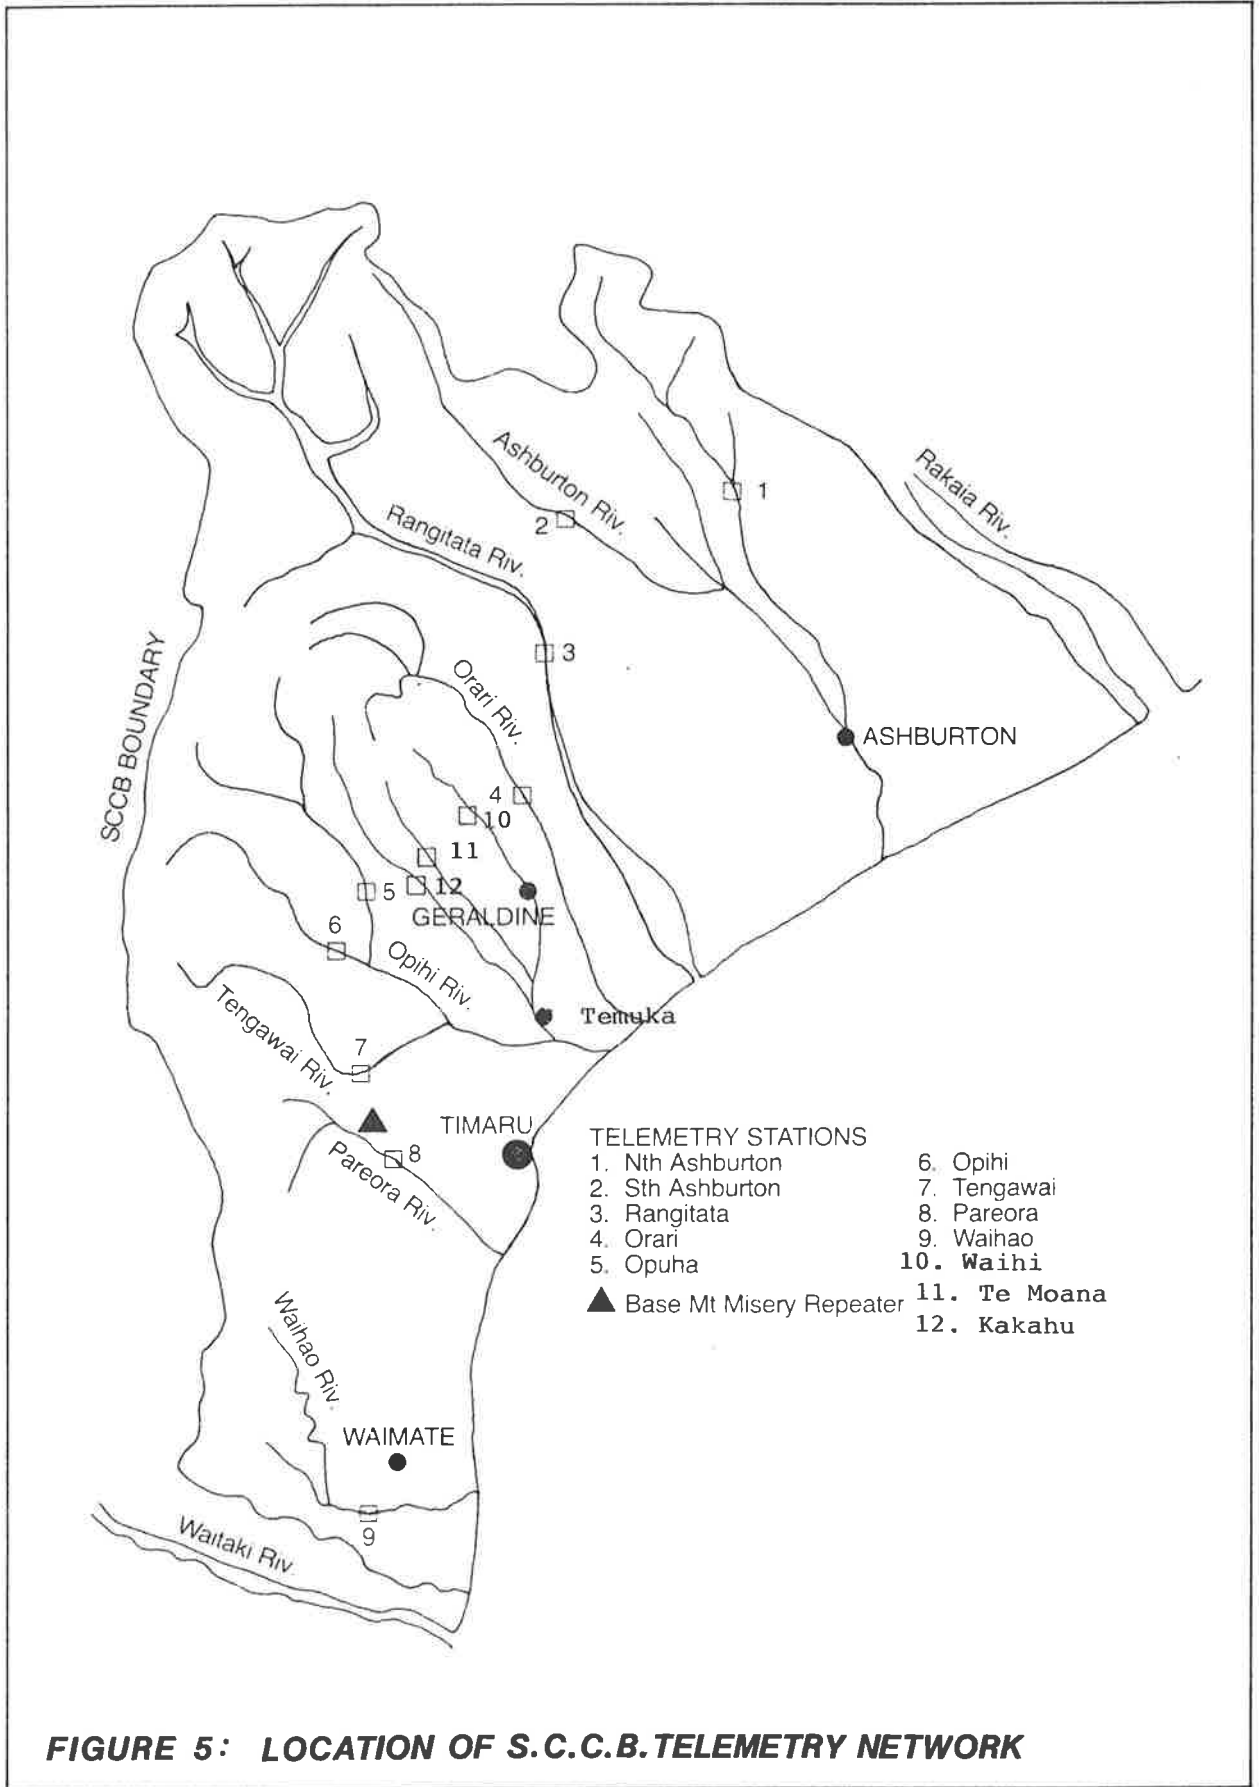 Ashburton Riv.
Rakaia Riv.
1
2
Rangitata Riv.
3
SCCB BOUNDARY
Orari Riv.
ASHBURTON
4
10
11
5
12
GERALDINE
6
Opihi Riv.
Tengawai Riv.
Temuka
7
TIMARU
8
Pareora Riv.
TELEMETRY STATIONS
1. Nth Ashburton
2. Sth Ashburton
3. Rangitata
4. Orari
5. Opuha
Base Mt Misery Repeater
6. Opihi
7. Tengawai
8. Pareora
9. Waihao
10. Waihi
11. Te Moana
12. Kakahu
Waihao Riv.
WAIMATE
9
Waitaki Riv.
FIGURE 5: LOCATION OF S.C.C.B. TELEMETRY NETWORK